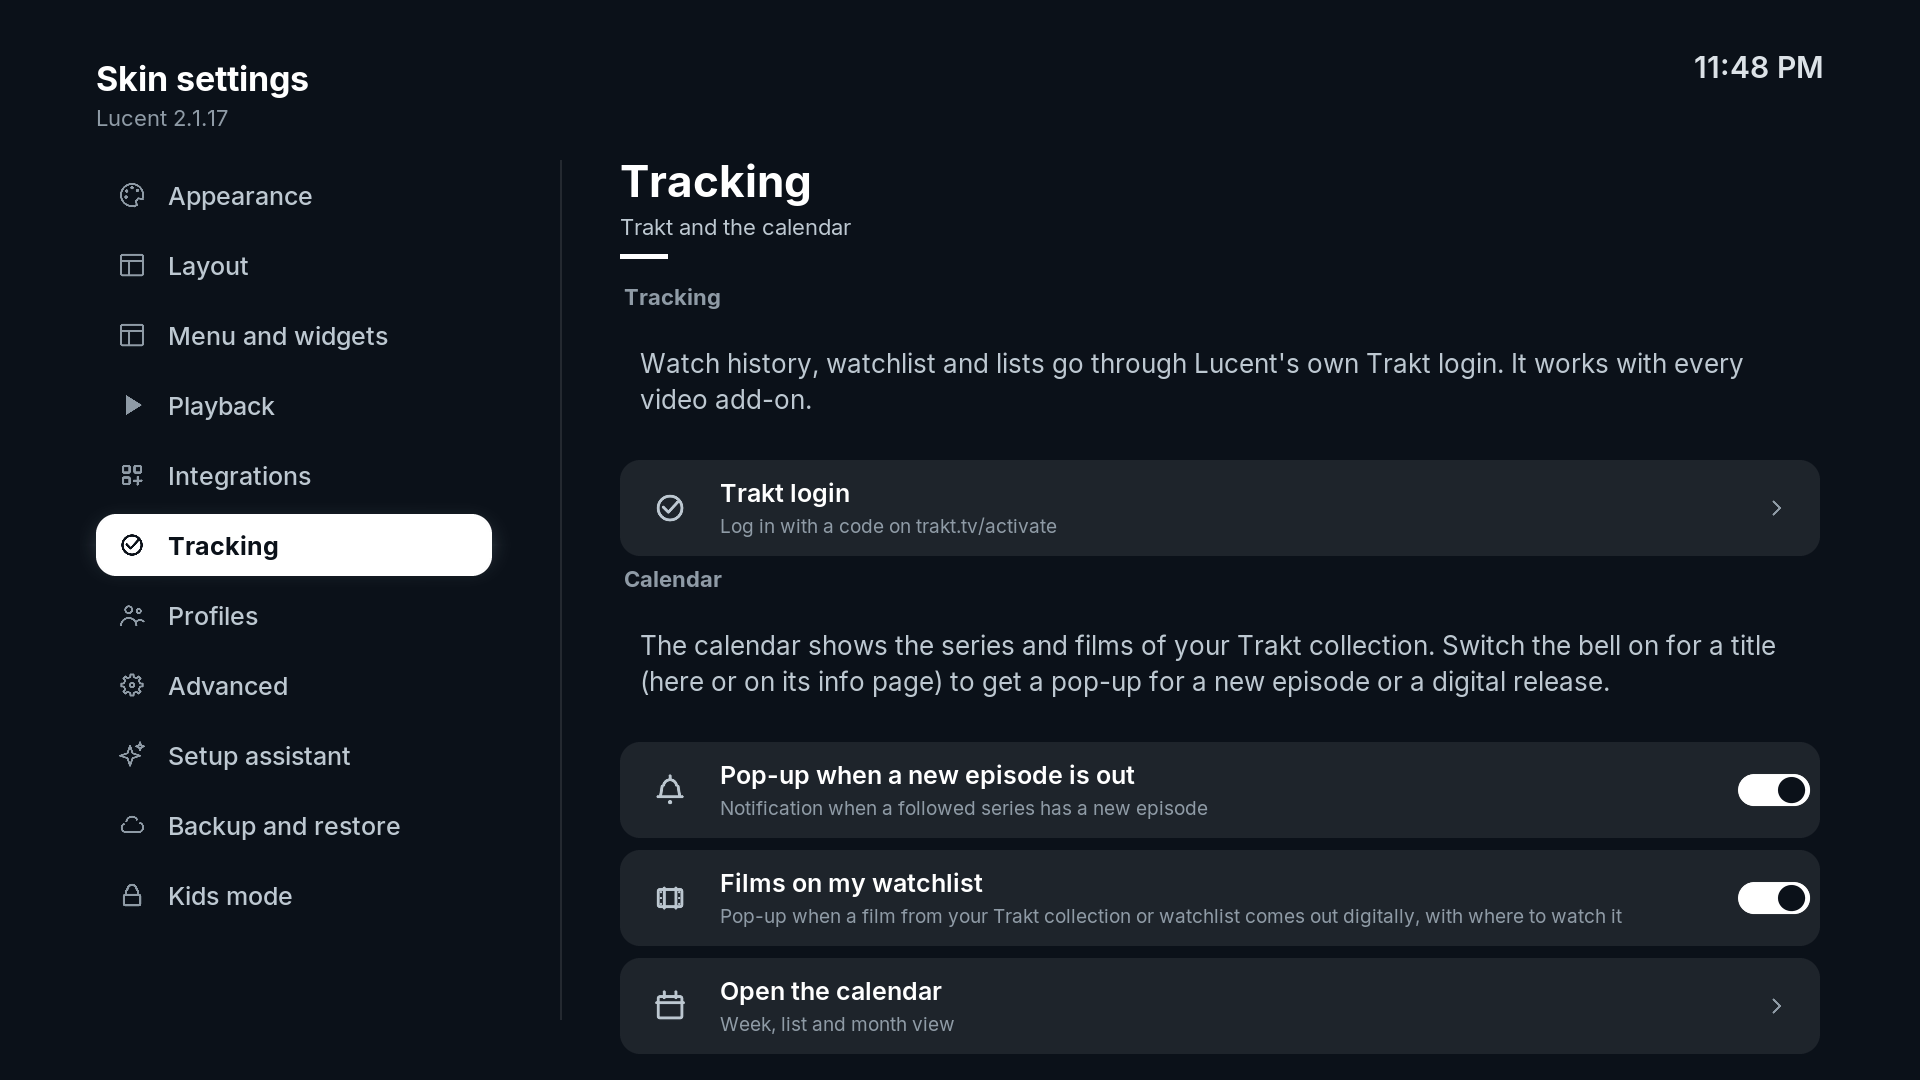 Skin settings
Lucent 2.1.17
11:48 PM
Appearance
Layout
Menu and widgets
Playback
Integrations
Tracking
Profiles
Advanced
Setup assistant
Backup and restore
Kids mode
Tracking
Trakt and the calendar
Tracking
Watch history, watchlist and lists go through Lucent's own Trakt login. It works with every
video add-on.
Trakt login
Log in with a code on trakt.tv/activate
Calendar
The calendar shows the series and films of your Trakt collection. Switch the bell on for a title
(here or on its info page) to get a pop-up for a new episode or a digital release.
Pop-up when a new episode is out
Notification when a followed series has a new episode
Films on my watchlist
Pop-up when a film from your Trakt collection or watchlist comes out digitally, with where to watch it
Open the calendar
Week, list and month view